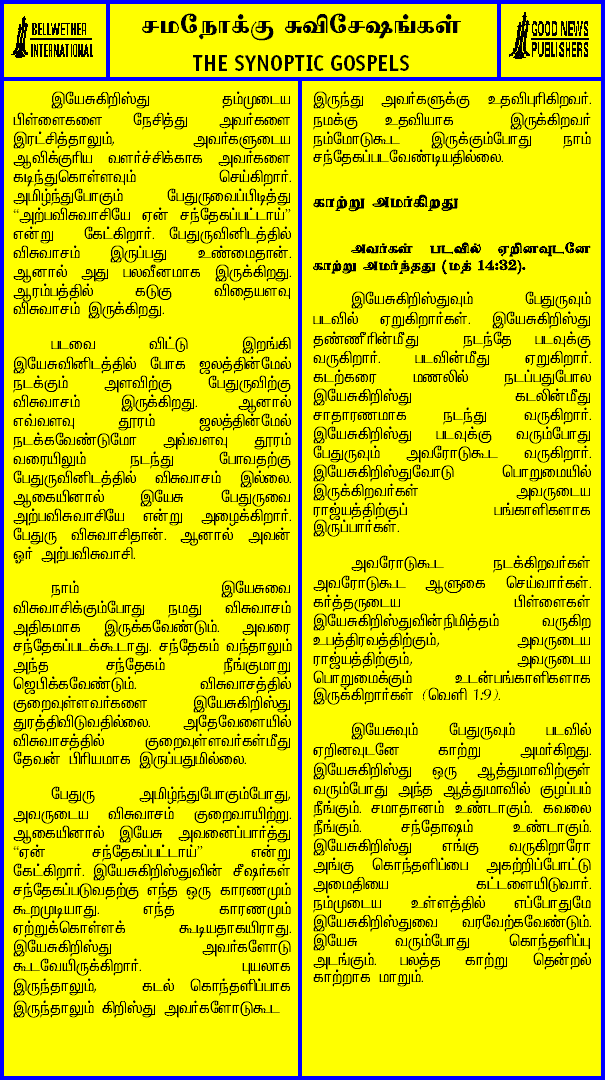 BELLWETHER
INTERNATIONAL
சமநோக்கு சுவிசேஷங்கள்
THE SYNOPTIC GOSPELS
GOOD NEWS
PUBLISHERS
இயேசுகிறிஸ்து தம்முடைய
பிள்ளைகளை நேசித்து அவர்களை
இரட்சித்தாலும், அவர்களுடைய
ஆவிக்குரிய வளர்ச்சிக்காக அவர்களை
கடிந்துகொள்ளவும் செய்கிறார்.
அமிழ்ந்துபோகும் பேதுருவைப்பிடித்து
“அற்பவிசுவாசியே ஏன் சந்தேகப்பட்டாய்”
என்று கேட்கிறார். பேதுருவினிடத்தில்
விசுவாசம் இருப்பது உண்மைதான்.
ஆனால் அது பலவீனமாக இருக்கிறது.
ஆரம்பத்தில் கடுகு விதையளவு
விசுவாசம் இருக்கிறது.
படவை விட்டு இறங்கி
இயேசுவினிடத்தில் போக ஜலத்தின்மேல்
நடக்கும் அளவிற்கு பேதுருவிற்கு
விசுவாசம் இருக்கிறது. ஆனால்
எவ்வளவு தூரம் ஜலத்தின்மேல்
நடக்கவேண்டுமோ அவ்வளவு தூரம்
வரையிலும் நடந்து போவதற்கு
பேதுருவினிடத்தில் விசுவாசம் இல்லை.
ஆகையினால் இயேசு பேதுருவை
அற்பவிசுவாசியே என்று அழைக்கிறார்.
பேதுரு விசுவாசிதான். ஆனால் அவன்
ஓர் அற்பவிசுவாசி.
நாம் இயேசுவை
விசுவாசிக்கும்போது நமது விசுவாசம்
அதிகமாக இருக்கவேண்டும். அவரை
சந்தேகப்படக்கூடாது. சந்தேகம் வந்தாலும்
அந்த சந்தேகம் நீங்குமாறு
ஜெபிக்கவேண்டும். விசுவாசத்தில்
குறைவுள்ளவர்களை இயேசுகிறிஸ்து
துரத்திவிடுவதில்லை. அதேவேளையில்
விசுவாசத்தில் குறைவுள்ளவர்கள்மீது
தேவன் பிரியமாக இருப்பதுமில்லை.
பேதுரு அமிழ்ந்துபோகும்போது,
அவருடைய விசுவாசம் குறைவாயிற்று.
ஆகையினால் இயேசு அவனைப்பார்த்து
“ஏன் சந்தேகப்பட்டாய்” என்று
கேட்கிறார். இயேசுகிறிஸ்துவின் சீஷர்கள்
சந்தேகப்படுவதற்கு எந்த ஒரு காரணமும்
கூறமுடியாது. எந்த காரணமும்
ஏற்றுக்கொள்ளக் கூடியதாகயிராது.
இயேசுகிறிஸ்து அவர்களோடு
கூடவேயிருக்கிறார். புயலாக
இருந்தாலும், கடல் கொந்தளிப்பாக
இருந்தாலும் கிறிஸ்து அவர்களோடுகூட
இருந்து அவர்களுக்கு உதவிபுரிகிறவர்.
நமக்கு உதவியாக இருக்கிறவர்
நம்மோடுகூட இருக்கும்போது நாம்
சந்தேகப்படவேண்டியதில்லை.
காற்று அமர்கிறது
அவர்கள் படவில் ஏறினவுடனே
காற்று அமர்ந்தது (மத் 14:32).
இயேசுகிறிஸ்துவும் பேதுருவும்
படவில் ஏறுகிறார்கள். இயேசுகிறிஸ்து
தண்ணீரின்மீது நடந்தே படவுக்கு
வருகிறார். படவின்மீது ஏறுகிறார்.
கடற்கரை மணலில் நடப்பதுபோல
இயேசுகிறிஸ்து கடலின்மீது
சாதாரணமாக நடந்து வருகிறார்.
இயேசுகிறிஸ்து படவுக்கு வரும்போது
பேதுருவும் அவரோடுகூட வருகிறார்.
இயேசுகிறிஸ்துவோடு பொறுமையில்
இருக்கிறவர்கள் அவருடைய
ராஜ்யத்திற்குப் பங்காளிகளாக
இருப்பார்கள்.
அவரோடுகூட நடக்கிறவர்கள்
அவரோடுகூட ஆளுகை செய்வார்கள்.
கர்த்தருடைய பிள்ளைகள்
இயேசுகிறிஸ்துவின்நிமித்தம் வருகிற
உபத்திரவத்திற்கும், அவருடைய
ராஜ்யத்திற்கும், அவருடைய
பொறுமைக்கும் உடன்பங்காளிகளாக
இருக்கிறார்கள் (வெளி 1:9).
இயேசுவும் பேதுருவும் படவில்
ஏறினவுடனே காற்று அமர்கிறது.
இயேசுகிறிஸ்து ஒரு ஆத்துமாவிற்குள்
வரும்போது அந்த ஆத்துமாவில் குழப்பம்
நீங்கும். சமாதானம் உண்டாகும். கவலை
நீங்கும். சந்தோஷம் உண்டாகும்.
இயேசுகிறிஸ்து எங்கு வருகிறாரோ
அங்கு கொந்தளிப்பை அகற்றிப்போட்டு
அமைதியை கட்டளையிடுவார்.
நம்முடைய உள்ளத்தில் எப்போதுமே
இயேசுகிறிஸ்துவை வரவேற்கவேண்டும்.
இயேசு வரும்போது கொந்தளிப்பு
அடங்கும். பலத்த காற்று தென்றல்
காற்றாக மாறும்.